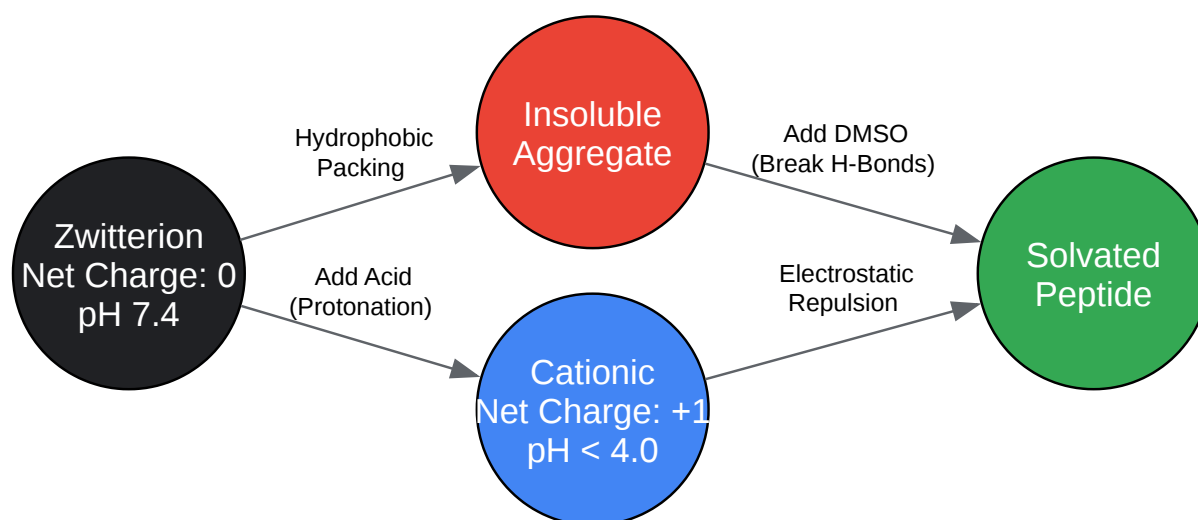 Zwitterion
Net Charge: 0
pH 7.4
Hydrophobic
Packing
Add Acid
(Protonation)
Insoluble
Aggregate
Cationic
Net Charge: +1
pH < 4.0
Add DMSO
(Break H-Bonds)
Electrostatic
Repulsion
Solvated
Peptide